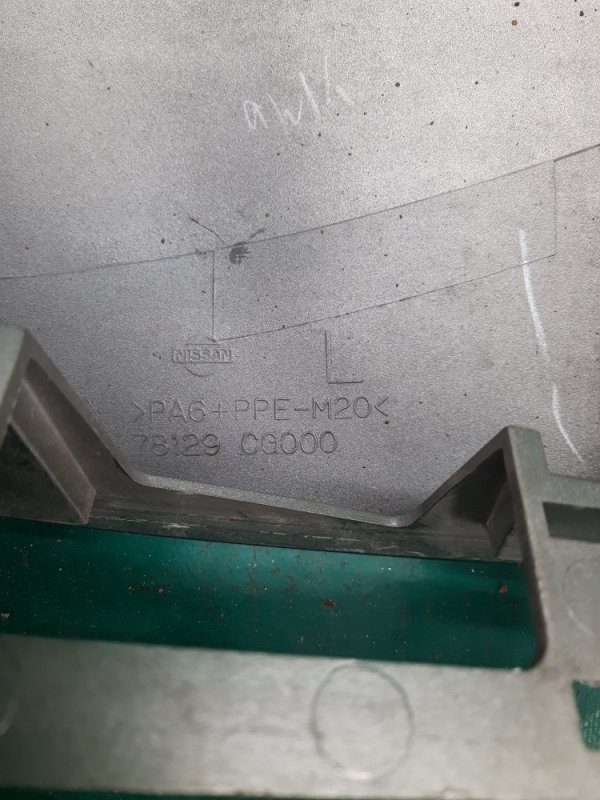 NISSAN
L
>PA6+PPE-M20<
78129 CG000